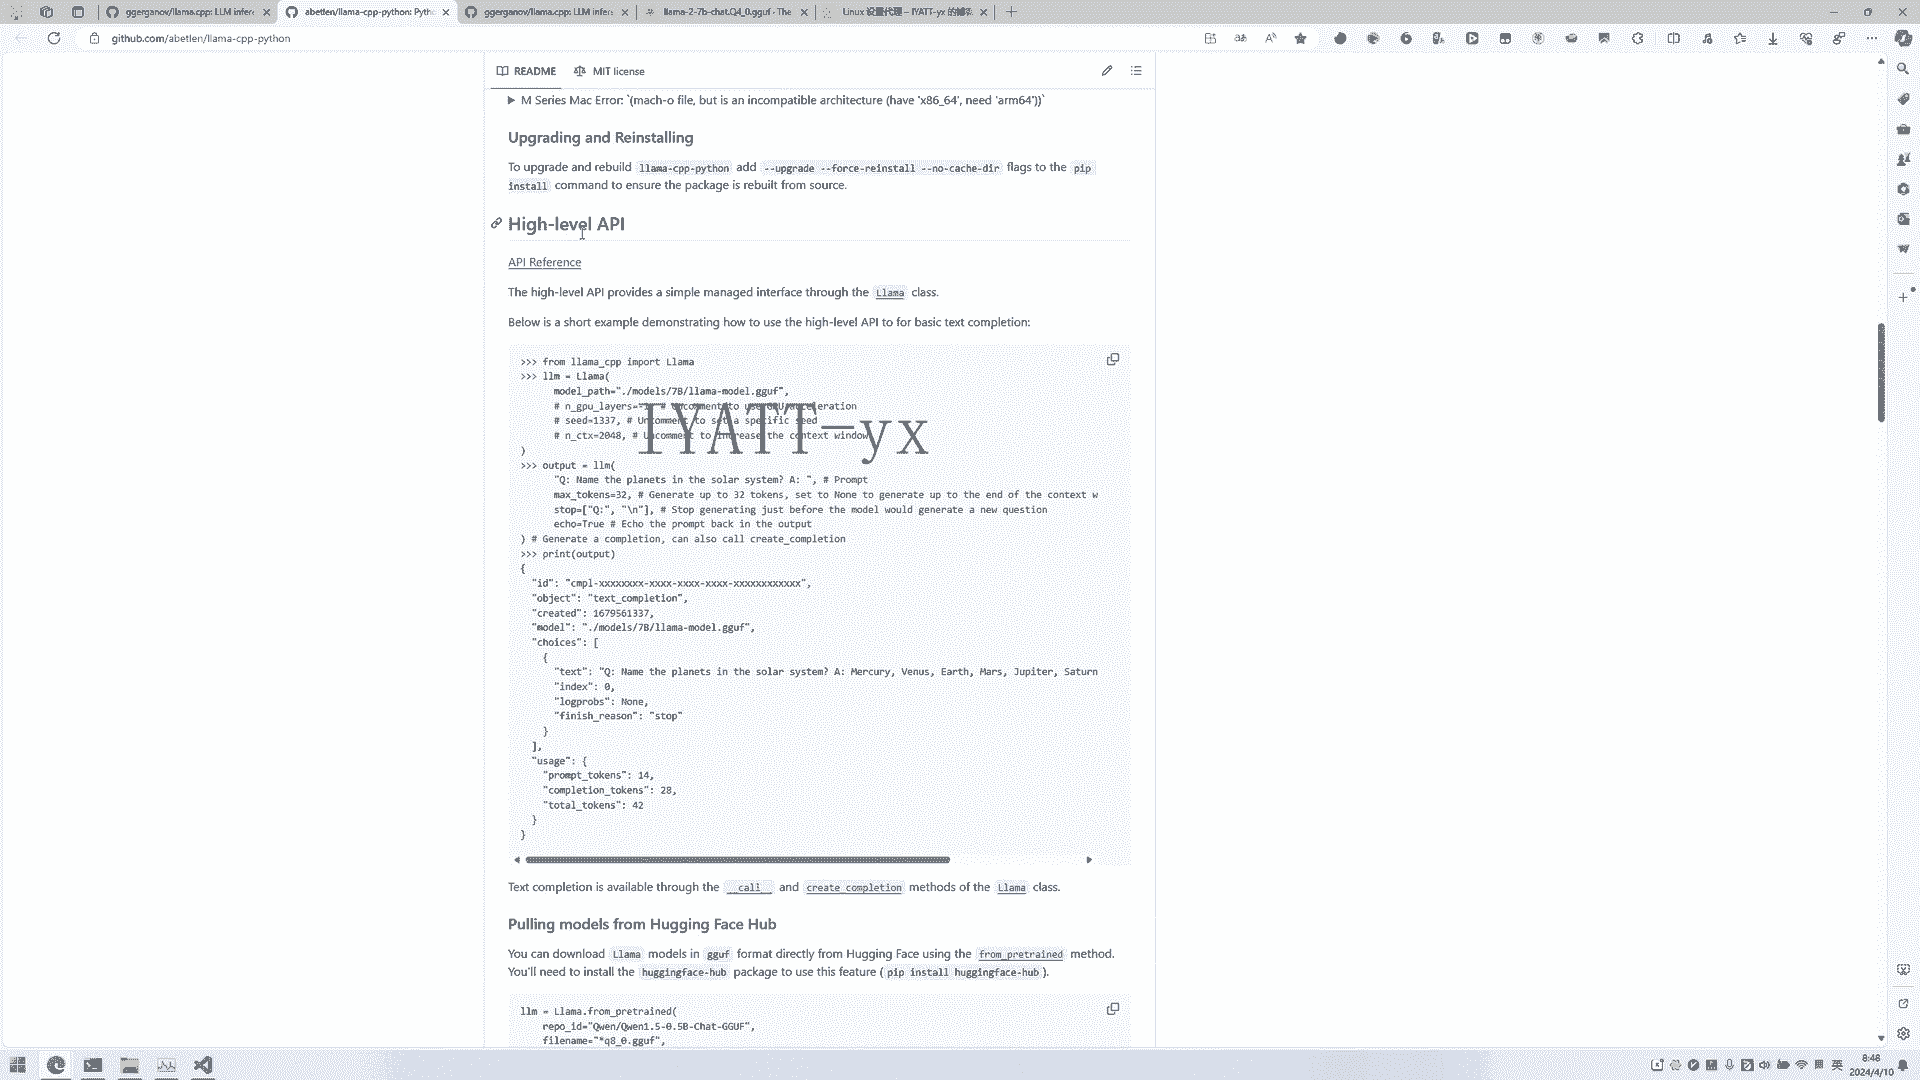 ggerganov/llama.cpp: LLM infere
abetlen/llama-cpp-python: Pyth
ggerganov/llama.cpp: LLM infere
llama-2-7b-chat.Q4_0.gguf · The
Linux 设置代理 – IYATT-yx 的博客
github.com/abetlen/llama-cpp-python
README
MIT license
M Series Mac Error: `(mach-o file, but is an incompatible architecture (have 'x86_64', need 'arm64'))`
Upgrading and Reinstalling
To upgrade and rebuild llama-cpp-python add --upgrade --force-reinstall --no-cache-dir flags to the pip
install command to ensure the package is rebuilt from source.
High-level API
API Reference
The high-level API provides a simple managed interface through the Llama class.
Below is a short example demonstrating how to use the high-level API to for basic text completion:
>>> from llama_cpp import Llama
>>> llm = Llama(
model_path="./models/7B/llama-model.gguf",
# n_gpu_layers=-1, # Uncomment to use GPU acceleration
# seed=1337, # Uncomment to set a specific seed
# n_ctx=2048, # Uncomment to increase the context window
IYATT-yx
)
>>> output = llm(
"Q: Name the planets in the solar system? A: ", # Prompt
max_tokens=32, # Generate up to 32 tokens, set to None to generate up to the end of the context w
stop=["Q:", "\n"], # Stop generating just before the model would generate a new question
echo=True # Echo the prompt back in the output
) # Generate a completion, can also call create_completion
>>> print(output)
{
"id": "cmpl-xxxxxxxx-xxxx-xxxx-xxxx-xxxxxxxxxxxx",
"object": "text_completion",
"created": 1679561337,
"model": "./models/7B/llama-model.gguf",
"choices": [
{
"text": "Q: Name the planets in the solar system? A: Mercury, Venus, Earth, Mars, Jupiter, Saturn
"index": 0,
"logprobs": None,
"finish_reason": "stop"
}
],
"usage": {
"prompt_tokens": 14,
"completion_tokens": 28,
"total_tokens": 42
}
}
Text completion is available through the __call__ and create_completion methods of the Llama class.
Pulling models from Hugging Face Hub
You can download Llama models in gguf format directly from Hugging Face using the from_pretrained method.
You'll need to install the huggingface-hub package to use this feature ( pip install huggingface-hub ).
llm = Llama.from_pretrained(
repo_id="Qwen/Qwen1.5-0.5B-Chat-GGUF",
filename="*q8_0.gguf",
英
8:48
2024/4/10